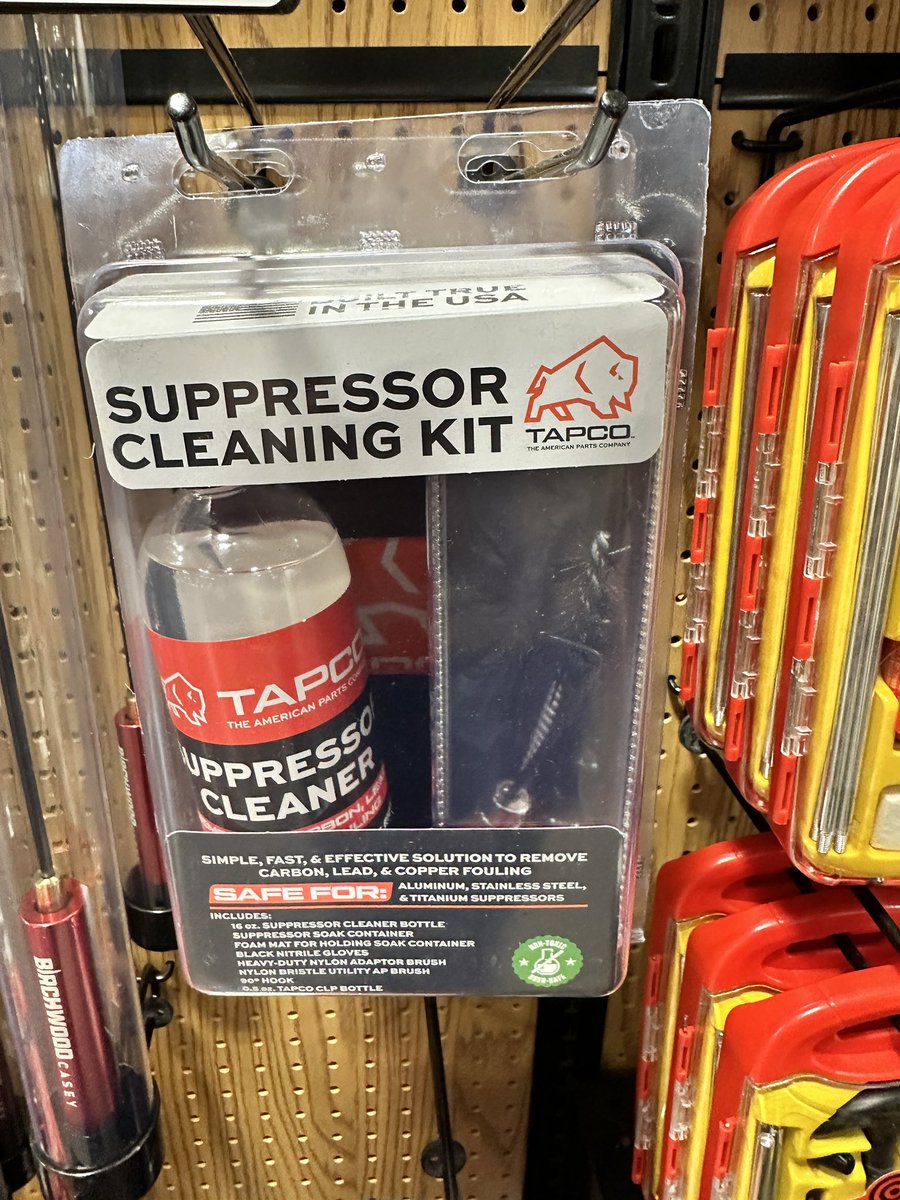 BUILT TRUE
IN THE USA
SUPPRESSOR
CLEANING KIT
TAPCO
THE AMERICAN PARTS COMPANY
TAPCO
THE AMERICAN PARTS COMPANY
SUPPRESSOR
CLEANER
SIMPLE, FAST, & EFFECTIVE SOLUTION TO REMOVE
CARBON, LEAD, & COPPER FOULING
SAFE FOR: ALUMINUM, STAINLESS STEEL,
& TITANIUM SUPPRESSORS
INCLUDES:
16 oz. SUPPRESSOR CLEANER BOTTLE
SUPPRESSOR SOAK CONTAINER
FOAM MAT FOR HOLDING SOAK CONTAINER
BLACK NITRILE GLOVES
HEAVY-DUTY NYLON ADAPTOR BRUSH
NYLON BRISTLE UTILITY AP BRUSH
90° HOOK
0.5 oz. TAPCO CLP BOTTLE
NON-TOXIC
BIRCHWOOD CASEY
BIRCHWOOD